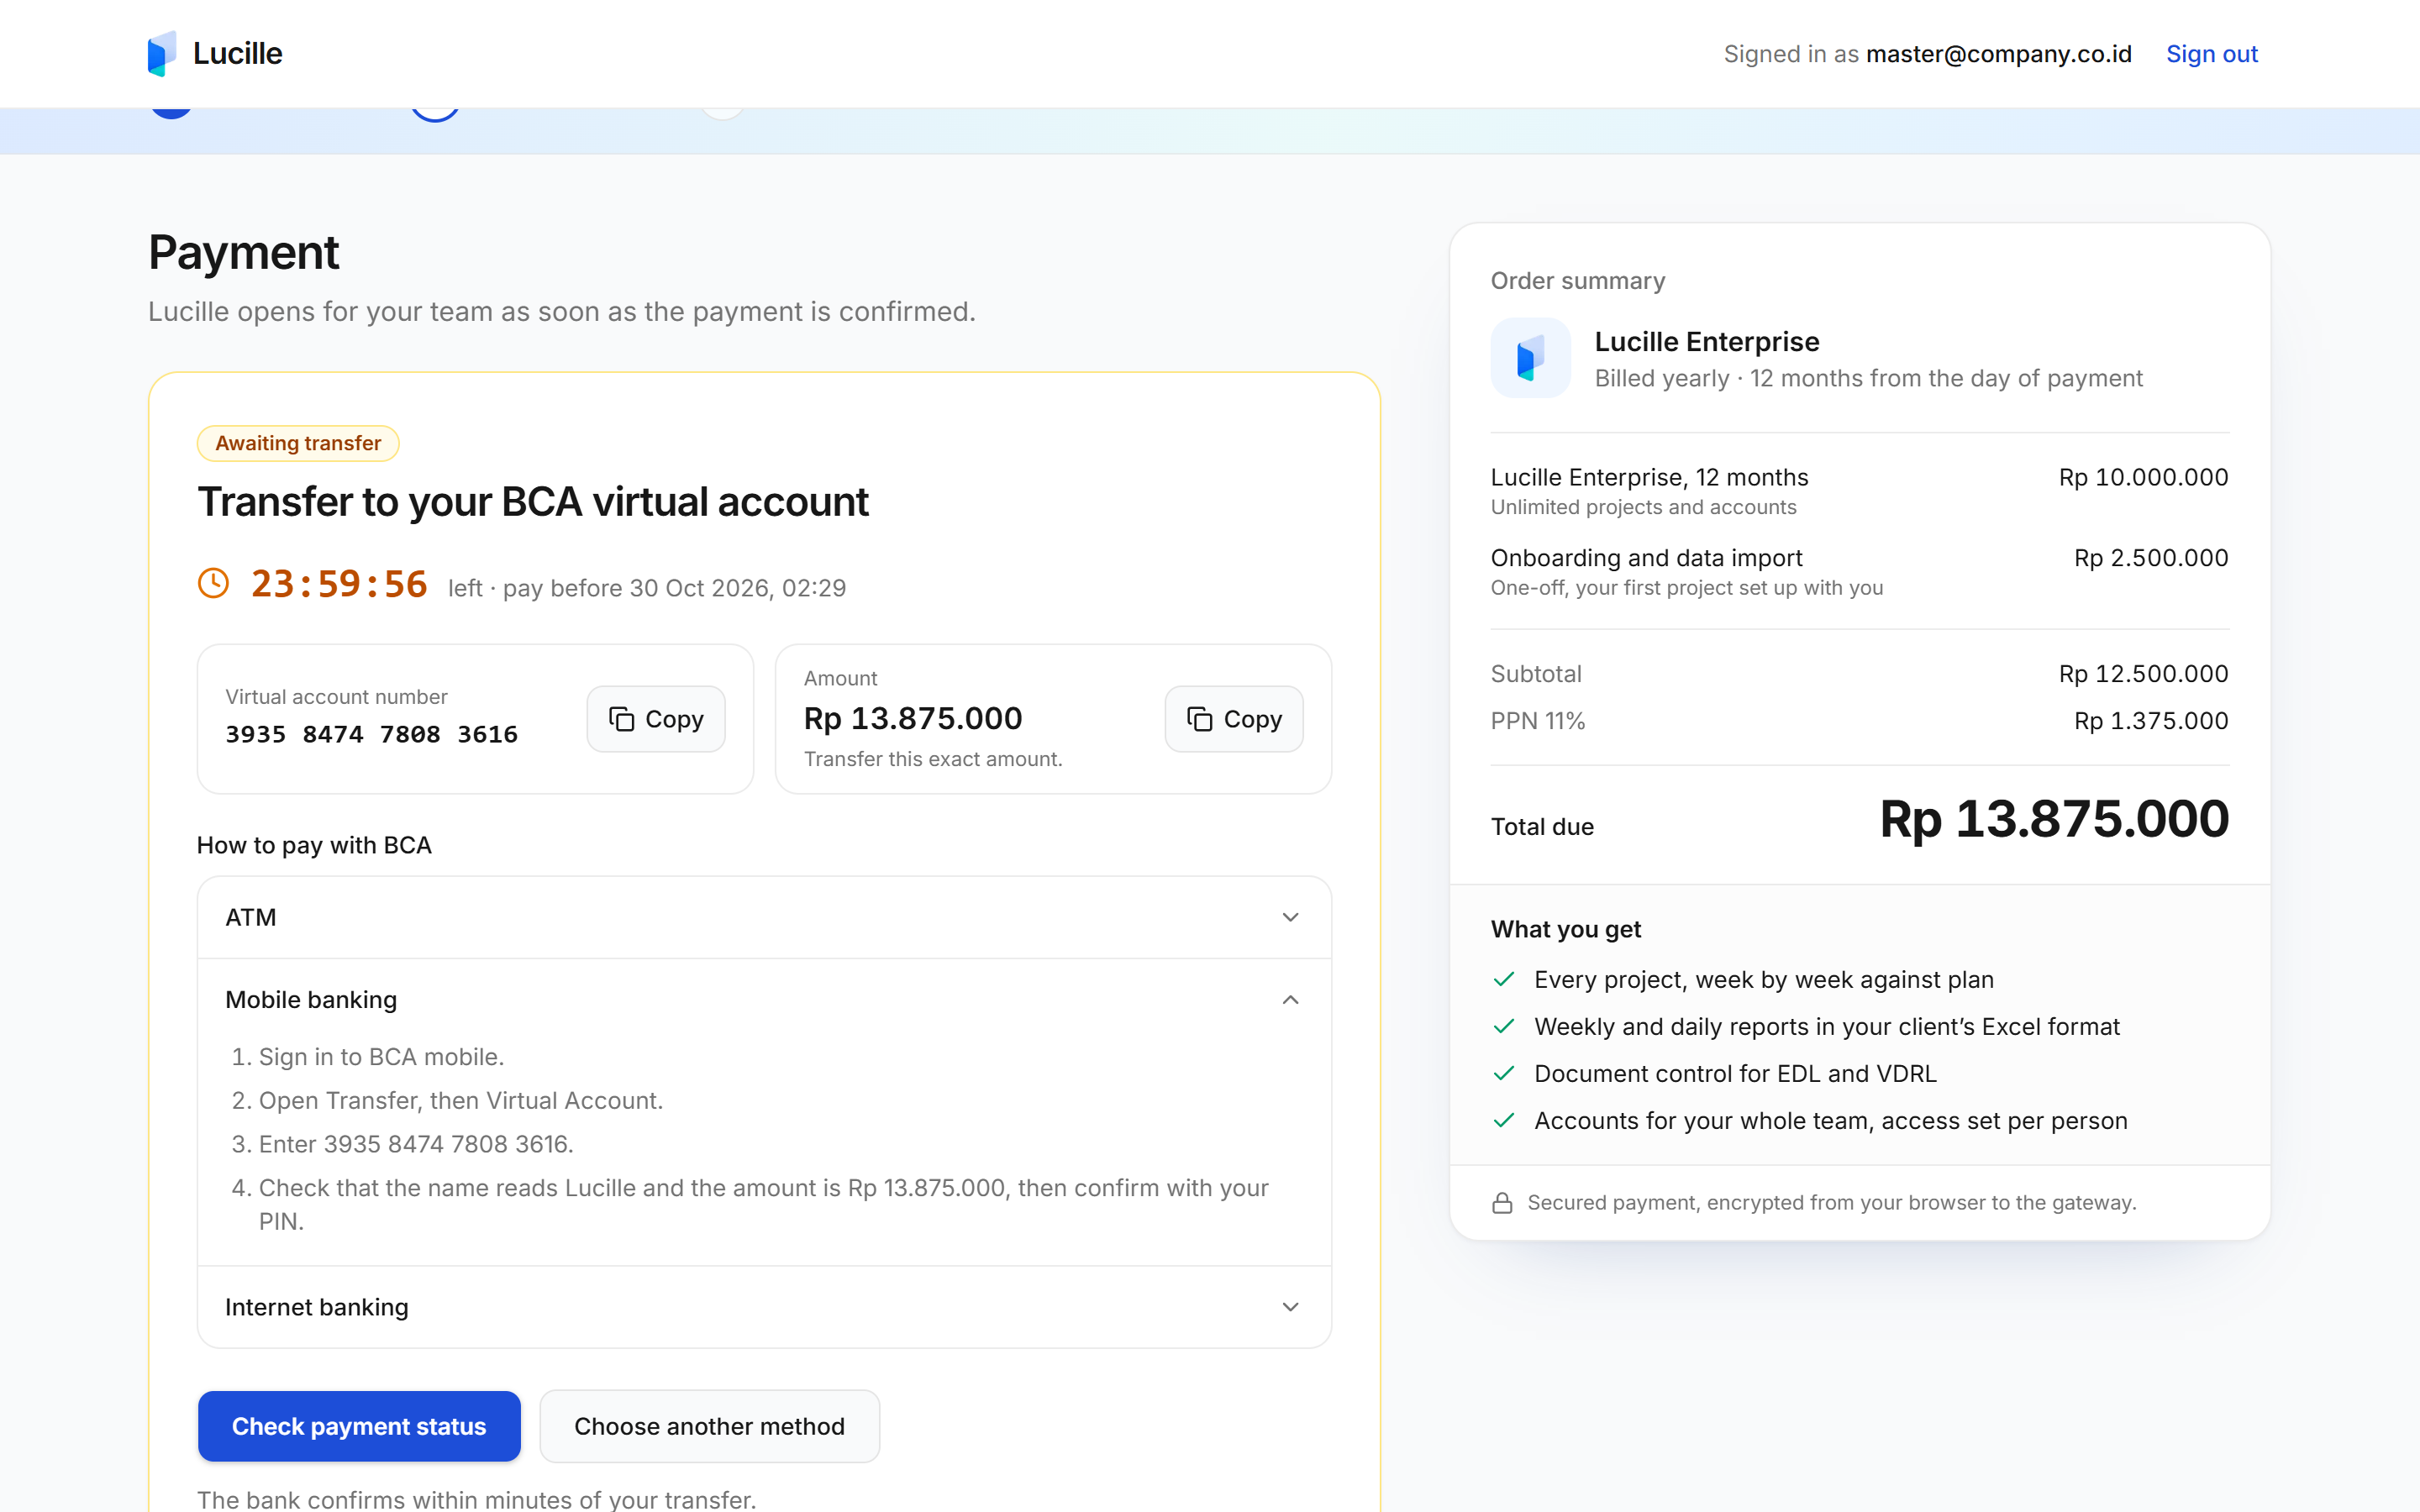 Lucille
Signed in as master@company.co.id
Sign out
Payment
Lucille opens for your team as soon as the payment is confirmed.
Awaiting transfer
Transfer to your BCA virtual account
23:59:56 left · pay before 30 Oct 2026, 02:29
Virtual account number
3935 8474 7808 3616
Copy
Amount
Rp 13.875.000
Transfer this exact amount.
Copy
How to pay with BCA
ATM
Mobile banking
1. Sign in to BCA mobile.
2. Open Transfer, then Virtual Account.
3. Enter 3935 8474 7808 3616.
4. Check that the name reads Lucille and the amount is Rp 13.875.000, then confirm with your
PIN.
Internet banking
Check payment status
Choose another method
The bank confirms within minutes of your transfer.
Order summary
Lucille Enterprise
Billed yearly · 12 months from the day of payment
Lucille Enterprise, 12 months Rp 10.000.000
Unlimited projects and accounts
Onboarding and data import Rp 2.500.000
One-off, your first project set up with you
Subtotal Rp 12.500.000
PPN 11% Rp 1.375.000
Total due Rp 13.875.000
What you get
Every project, week by week against plan
Weekly and daily reports in your client’s Excel format
Document control for EDL and VDRL
Accounts for your whole team, access set per person
Secured payment, encrypted from your browser to the gateway.